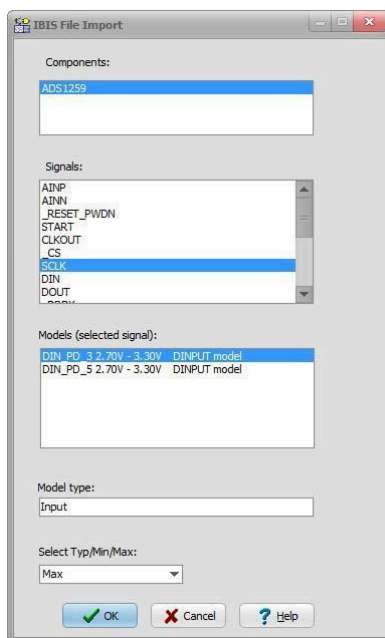 IBIS File Import
Components:
ADS1259
Signals:
AINP
AINN
_RESET_PWDN
START
CLKOUT
_CS
SCLK
DIN
DOUT
Models (selected signal):
DIN_PD_3 2.70V - 3.30V DINPUT model
DIN_PD_5 2.70V - 3.30V DINPUT model
Model type:
Input
Select Typ/Min/Max:
Max
OK Cancel ? Help